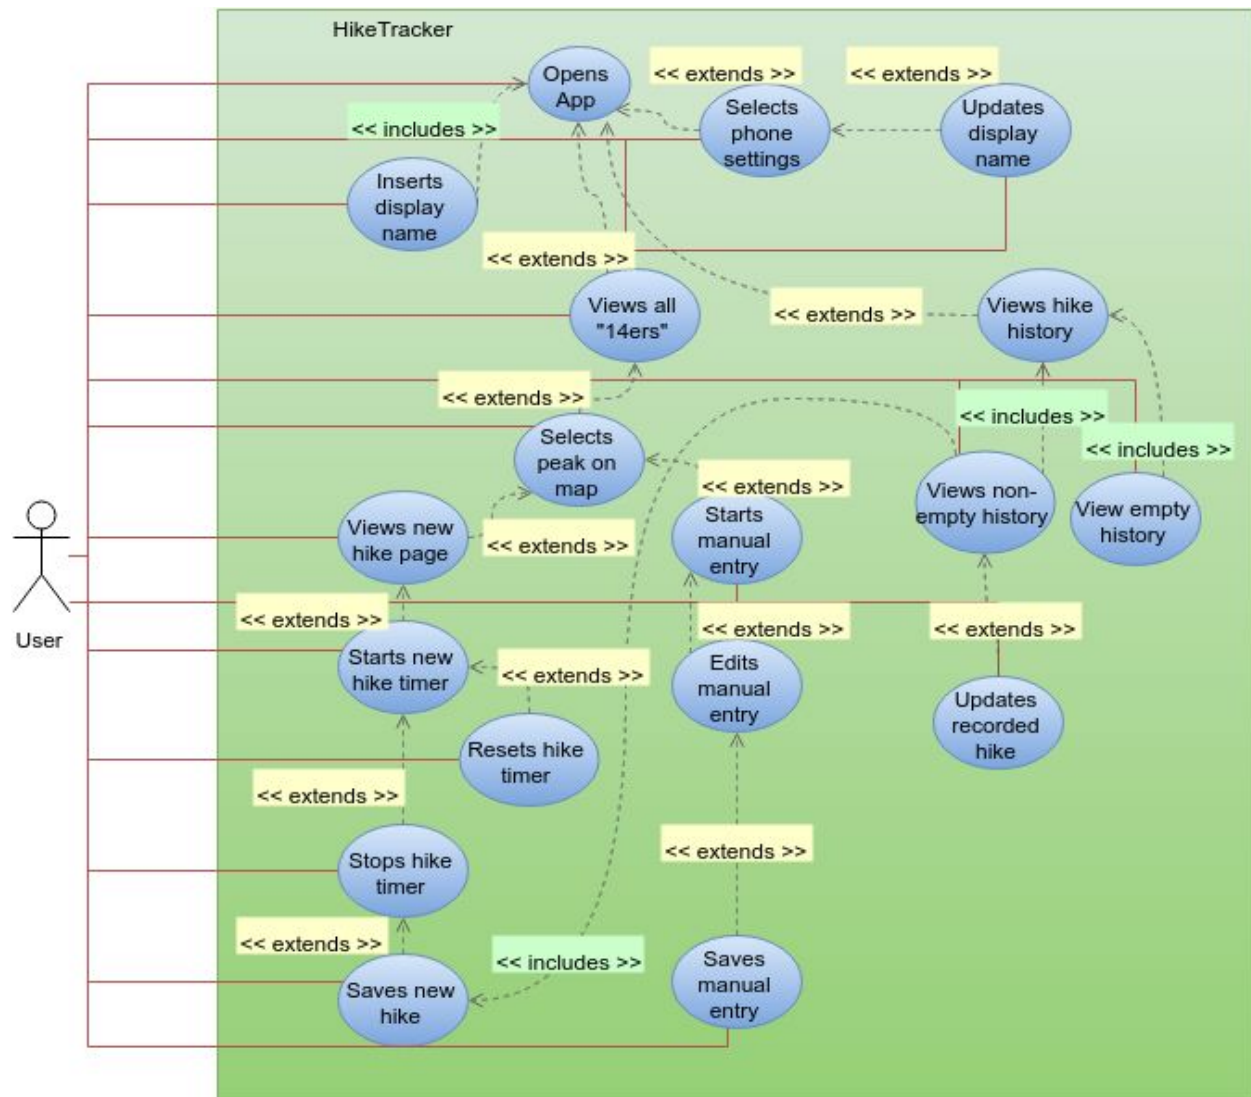 HikeTracker
Opens
App
<< extends >>
<< extends >>
Selects
phone
settings
Updates
display
name
<< includes >>
Inserts
display
name
<< extends >>
Views all
"14ers"
<< extends >>
Views hike
history
<< extends >>
Selects
peak on
map
<< includes >>
<< includes >>
<< extends >>
Views non-
empty history
View empty
history
Views new
hike page
<< extends >>
Starts
manual
entry
User
<< extends >>
<< extends >>
<< extends >>
Starts new
hike timer
<< extends >>
Edits
manual
entry
Updates
recorded
hike
Resets hike
timer
<< extends >>
Stops hike
timer
<< extends >>
<< extends >>
<< includes >>
Saves new
hike
Saves
manual
entry